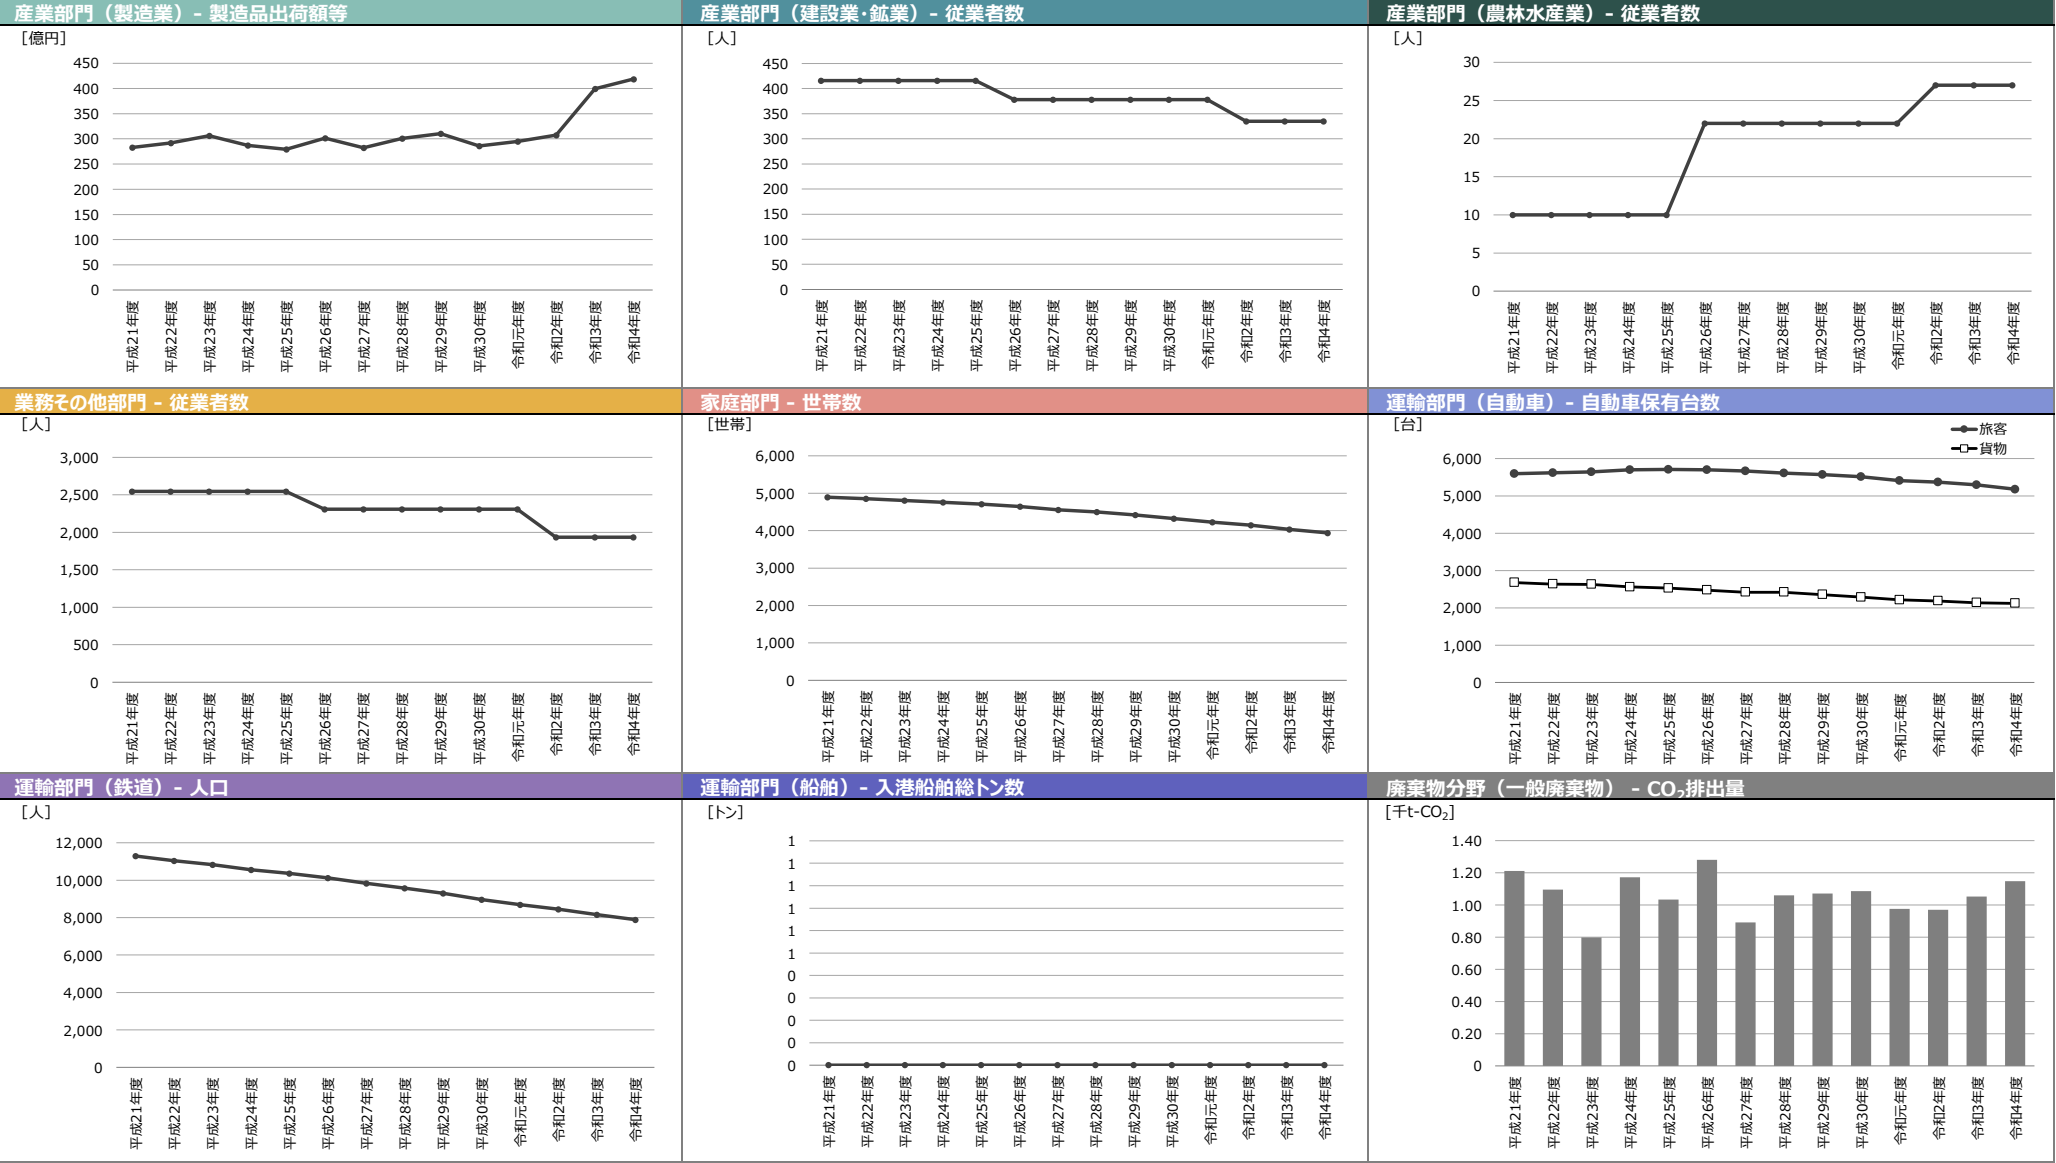 産業部門（製造業）- 製造品出荷額等
[億円]
450
400
350
300
250
200
150
100
50
0
平成21年度
平成22年度
平成23年度
平成24年度
平成25年度
平成26年度
平成27年度
平成28年度
平成29年度
平成30年度
令和元年度
令和2年度
令和3年度
令和4年度
産業部門（建設業･鉱業）- 従業者数
[人]
450
400
350
300
250
200
150
100
50
0
平成21年度
平成22年度
平成23年度
平成24年度
平成25年度
平成26年度
平成27年度
平成28年度
平成29年度
平成30年度
令和元年度
令和2年度
令和3年度
令和4年度
産業部門（農林水産業）- 従業者数
[人]
30
25
20
15
10
5
0
平成21年度
平成22年度
平成23年度
平成24年度
平成25年度
平成26年度
平成27年度
平成28年度
平成29年度
平成30年度
令和元年度
令和2年度
令和3年度
令和4年度
業務その他部門 - 従業者数
[人]
3,000
2,500
2,000
1,500
1,000
500
0
平成21年度
平成22年度
平成23年度
平成24年度
平成25年度
平成26年度
平成27年度
平成28年度
平成29年度
平成30年度
令和元年度
令和2年度
令和3年度
令和4年度
家庭部門 - 世帯数
[世帯]
6,000
5,000
4,000
3,000
2,000
1,000
0
平成21年度
平成22年度
平成23年度
平成24年度
平成25年度
平成26年度
平成27年度
平成28年度
平成29年度
平成30年度
令和元年度
令和2年度
令和3年度
令和4年度
運輸部門（自動車）- 自動車保有台数
[台]
旅客
貨物
6,000
5,000
4,000
3,000
2,000
1,000
0
平成21年度
平成22年度
平成23年度
平成24年度
平成25年度
平成26年度
平成27年度
平成28年度
平成29年度
平成30年度
令和元年度
令和2年度
令和3年度
令和4年度
運輸部門（鉄道）- 人口
[人]
12,000
10,000
8,000
6,000
4,000
2,000
0
平成21年度
平成22年度
平成23年度
平成24年度
平成25年度
平成26年度
平成27年度
平成28年度
平成29年度
平成30年度
令和元年度
令和2年度
令和3年度
令和4年度
運輸部門（船舶）- 入港船舶総トン数
[トン]
1
1
1
1
1
1
0
0
0
0
0
平成21年度
平成22年度
平成23年度
平成24年度
平成25年度
平成26年度
平成27年度
平成28年度
平成29年度
平成30年度
令和元年度
令和2年度
令和3年度
令和4年度
廃棄物分野（一般廃棄物） - CO₂排出量
[千t-CO₂]
1.40
1.20
1.00
0.80
0.60
0.40
0.20
0
平成21年度
平成22年度
平成23年度
平成24年度
平成25年度
平成26年度
平成27年度
平成28年度
平成29年度
平成30年度
令和元年度
令和2年度
令和3年度
令和4年度